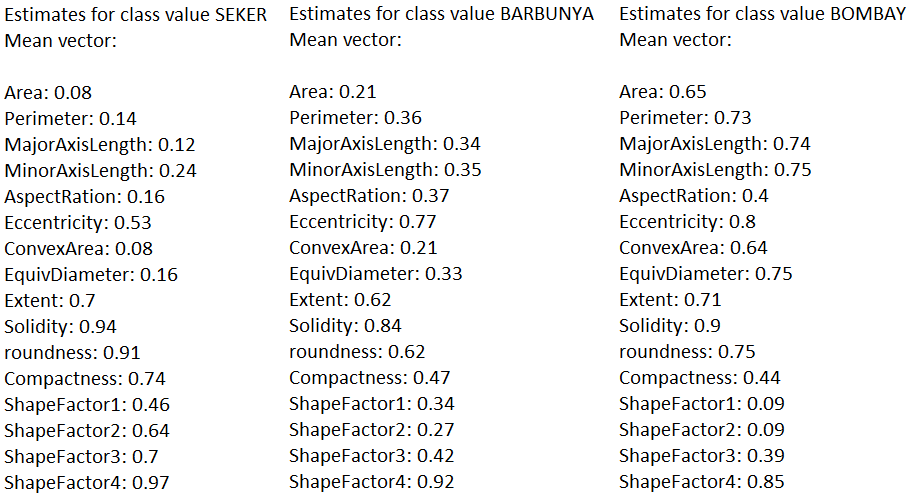 Estimates for class value SEKER
Mean vector:
Area: 0.08
Perimeter: 0.14
MajorAxisLength: 0.12
MinorAxisLength: 0.24
AspectRation: 0.16
Eccentricity: 0.53
ConvexArea: 0.08
EquivDiameter: 0.16
Extent: 0.7
Solidity: 0.94
roundness: 0.91
Compactness: 0.74
ShapeFactor1: 0.46
ShapeFactor2: 0.64
ShapeFactor3: 0.7
ShapeFactor4: 0.97
Estimates for class value BARBUNYA
Mean vector:
Area: 0.21
Perimeter: 0.36
MajorAxisLength: 0.34
MinorAxisLength: 0.35
AspectRation: 0.37
Eccentricity: 0.77
ConvexArea: 0.21
EquivDiameter: 0.33
Extent: 0.62
Solidity: 0.84
roundness: 0.62
Compactness: 0.47
ShapeFactor1: 0.34
ShapeFactor2: 0.27
ShapeFactor3: 0.42
ShapeFactor4: 0.92
Estimates for class value BOMBAY
Mean vector:
Area: 0.65
Perimeter: 0.73
MajorAxisLength: 0.74
MinorAxisLength: 0.75
AspectRation: 0.4
Eccentricity: 0.8
ConvexArea: 0.64
EquivDiameter: 0.75
Extent: 0.71
Solidity: 0.9
roundness: 0.75
Compactness: 0.44
ShapeFactor1: 0.09
ShapeFactor2: 0.09
ShapeFactor3: 0.39
ShapeFactor4: 0.85